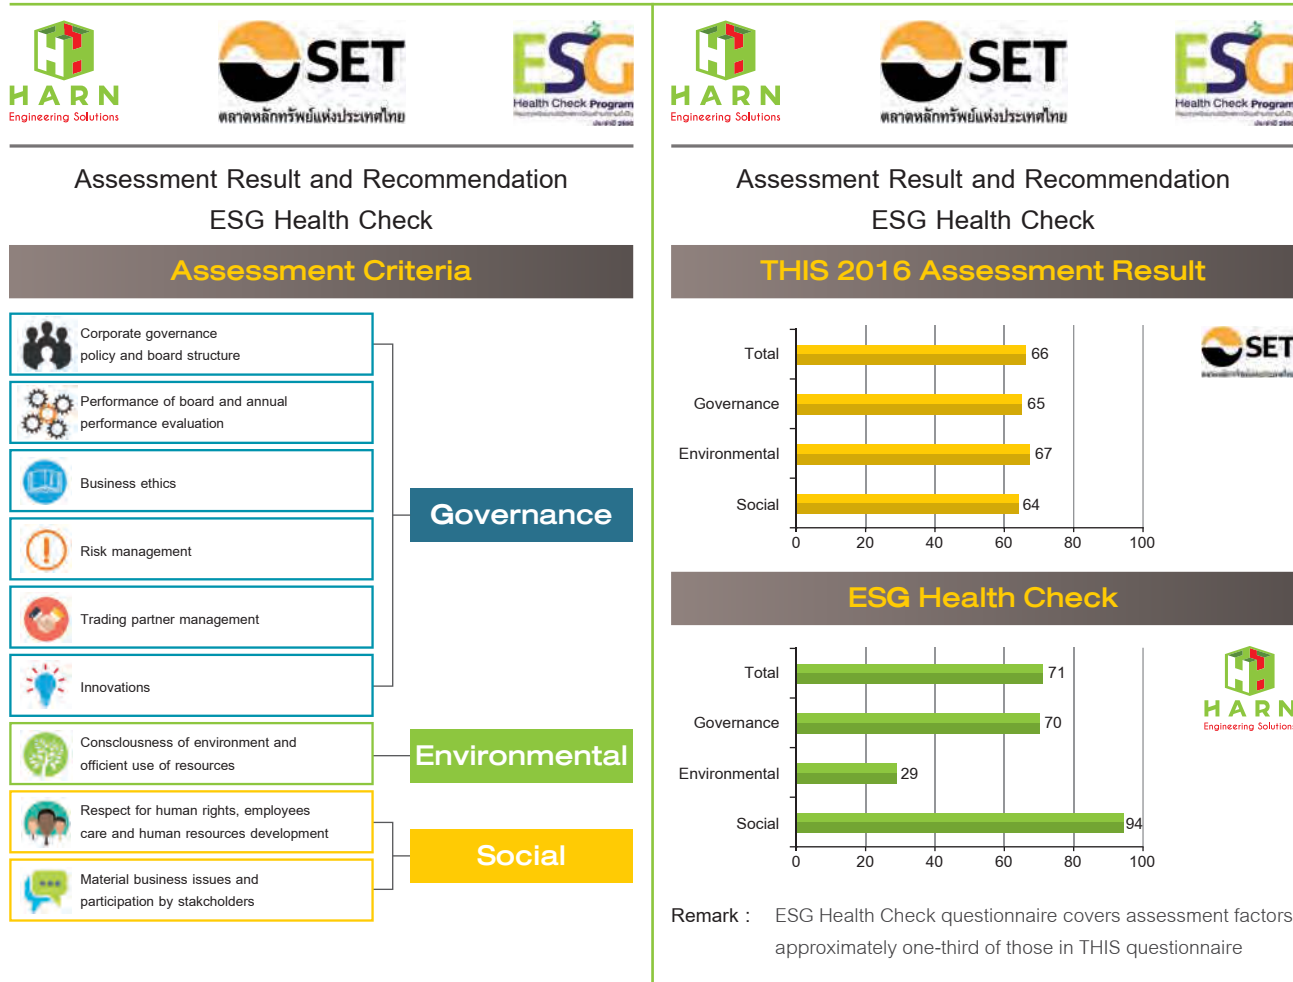 HARN
Engineering Solutions
SET
ตลาดหลักทรัพย์แห่งประเทศไทย
ESG
Health Check Program
Assessment Result and Recommendation
ESG Health Check
Assessment Criteria
Corporate governance
policy and board structure
Performance of board and annual
performance evaluation
Business ethics
Risk management
Trading partner management
Innovations
Governance
Consclousness of environment and
officient use of resources
Environmental
Respect for human rights, employees
care and human resources development
Material business issues and
participation by stakcholders
Social
HARN
Engineering Solutions
SET
ตลาดหลักทรัพย์แห่งประเทศไทย
ESG
Health Check Program
Assessment Result and Recommendation
ESG Health Check
THIS 2016 Assessment Result
SET
Total 66
Governance 65
Environmental 67
Social 64
0 20 40 60 80 100
ESG Health Check
HARN
Engineering Solutions
Total 71
Governance 70
Environmental 29
Social 94
0 20 40 60 80 100
Remark : ESG Health Check questionnaire covers assessment factors
approximately one-third of those in THIS questionnaire